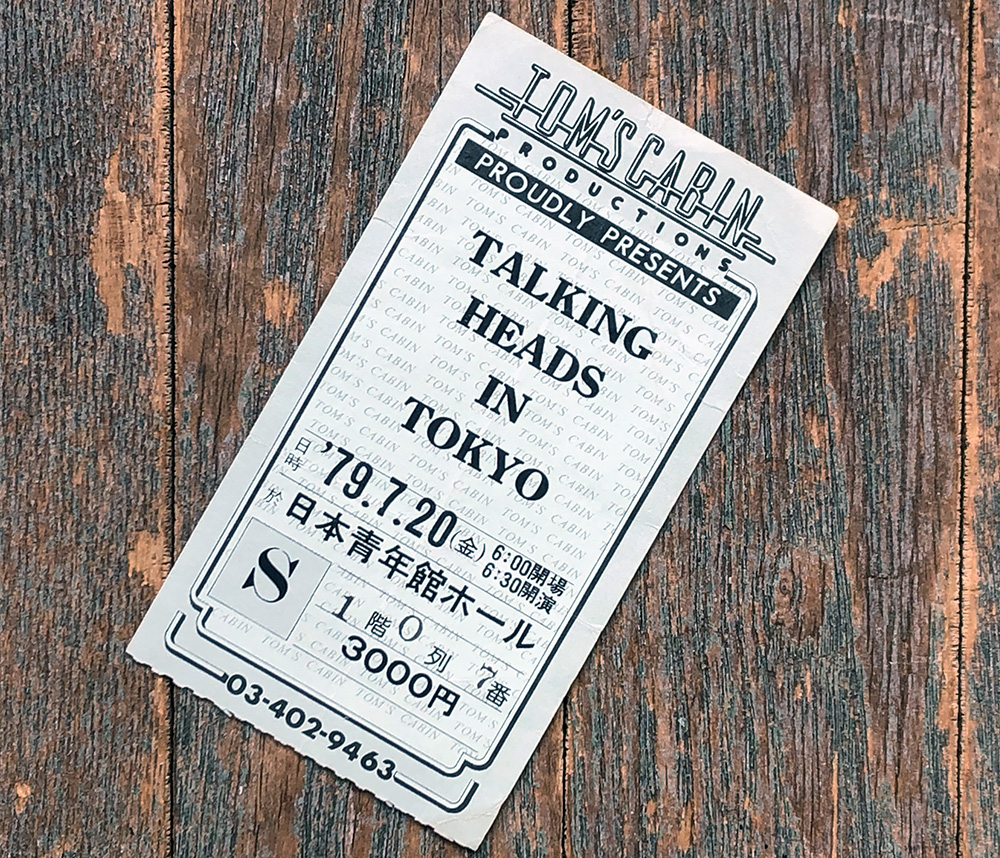 TOM'S CABIN
PRODUCTIONS
PROUDLY PRESENTS
TALKING
HEADS
IN
TOKYO
日時 '79.7.20(金) 6:00開場
6:30開演
於 日本青年館ホール
S
1階 O列 7番
3000円
03-402-9463